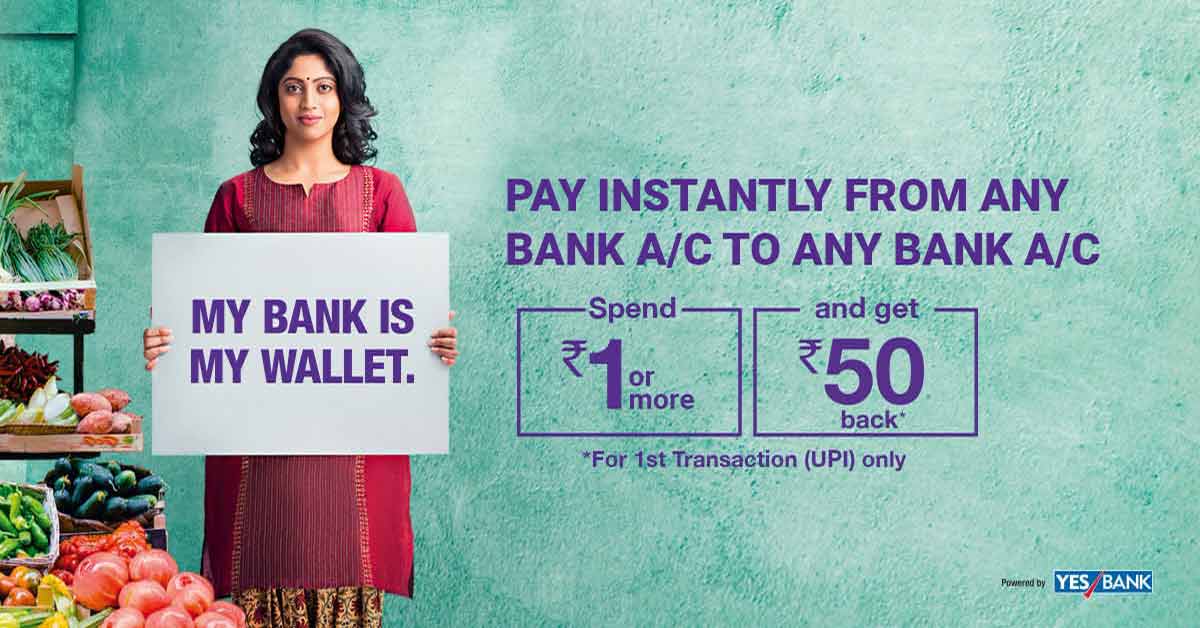 MY BANK IS
MY WALLET.
PAY INSTANTLY FROM ANY
BANK A/C TO ANY BANK A/C
Spend
₹1 or more
and get
₹50
back*
*For 1st Transaction (UPI) only
Powered by YES BANK